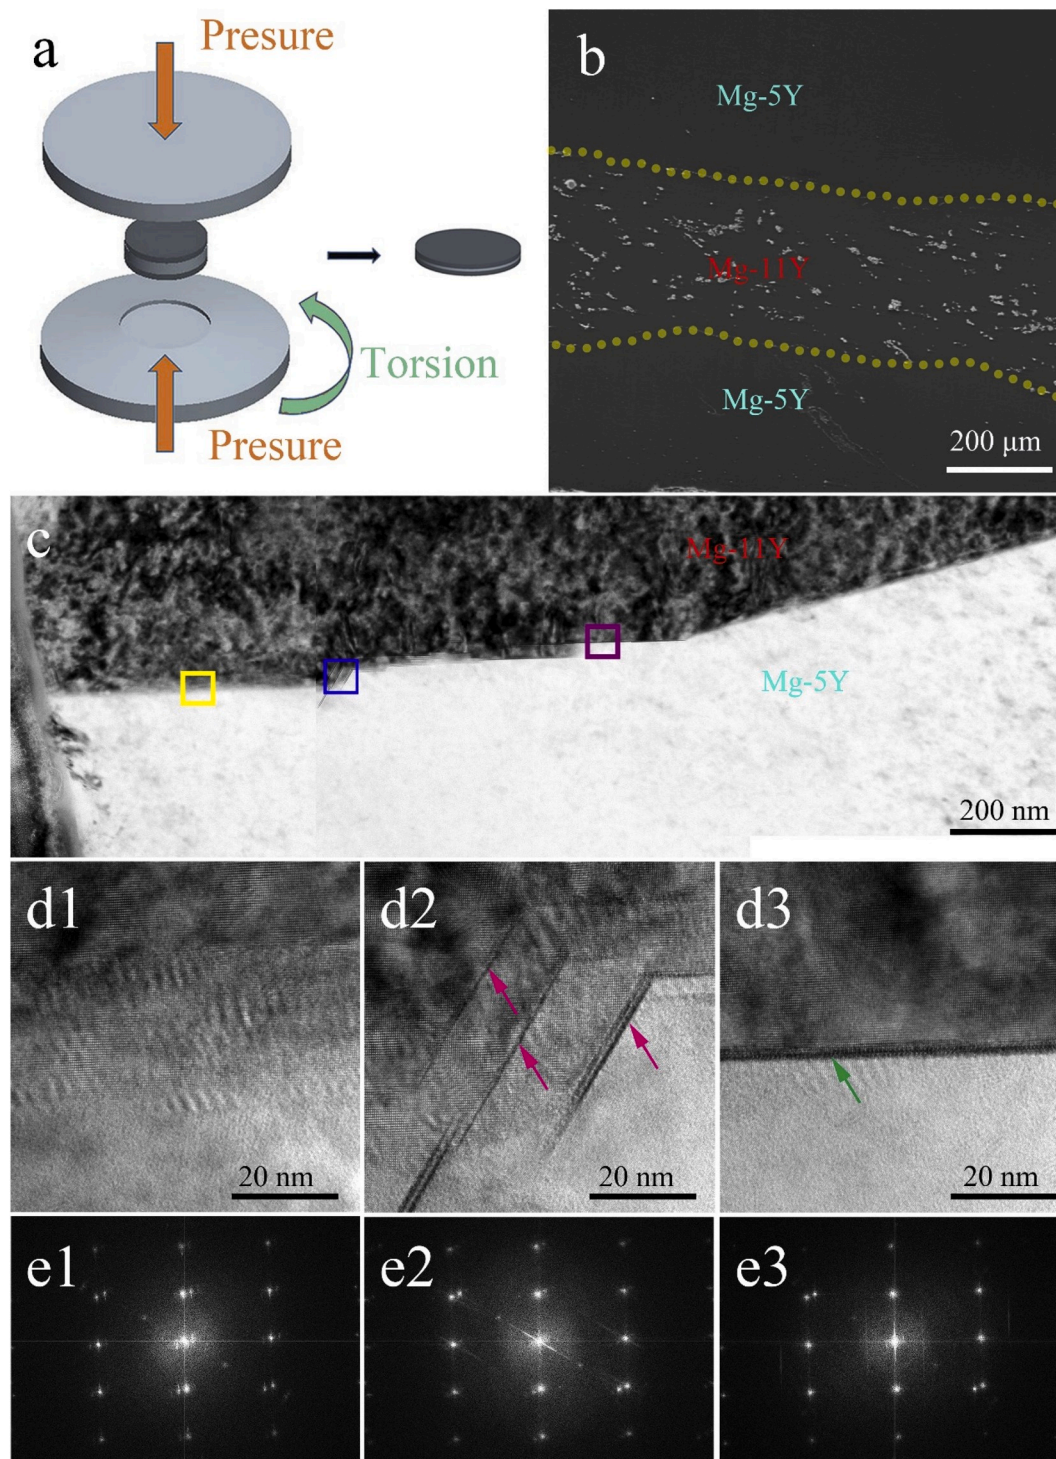 a
Presure
Torsion
Presure
b
Mg-5Y
Mg-11Y
Mg-5Y
200 μm
c
Mg-11Y
Mg-5Y
200 nm
d1
20 nm
d2
20 nm
d3
20 nm
e1
e2
e3